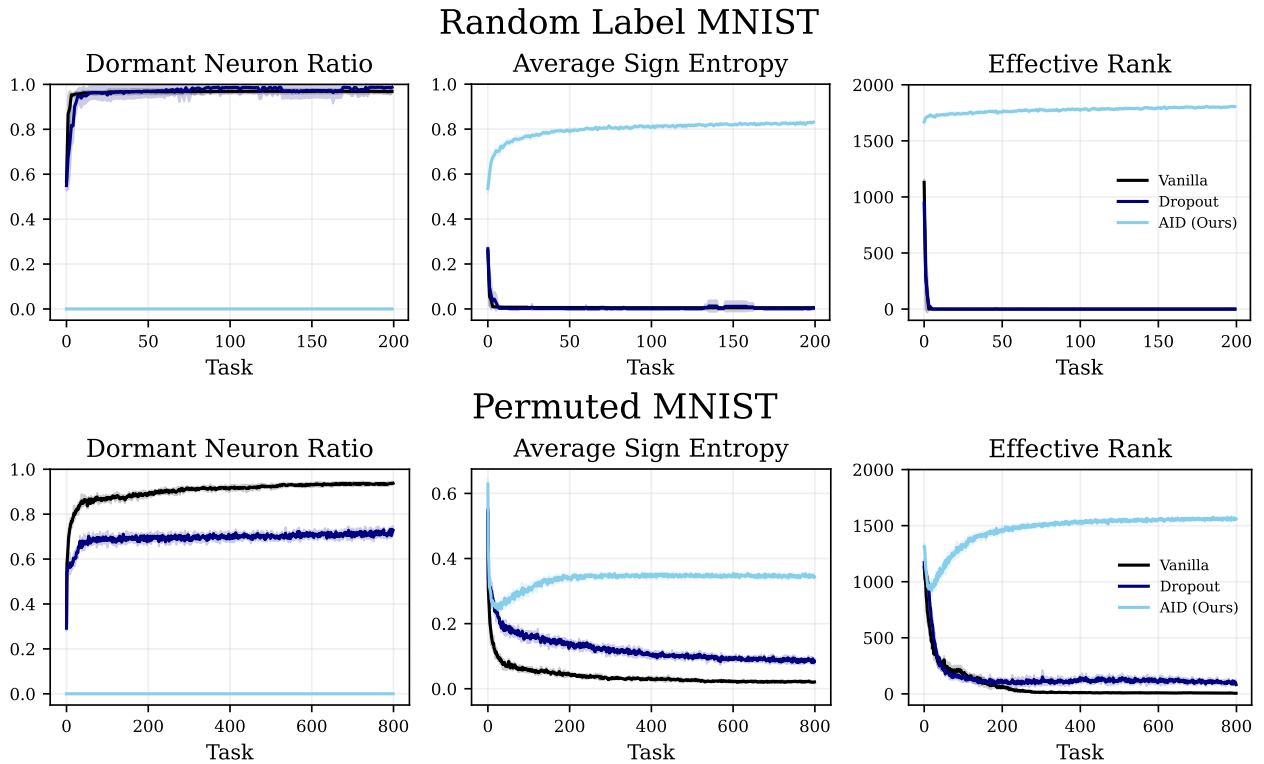 Random Label MNIST
Dormant Neuron Ratio
1.0
0.8
0.6
0.4
0.2
0.0
0 50 100 150 200
Task
Average Sign Entropy
1.0
0.8
0.6
0.4
0.2
0.0
0 50 100 150 200
Task
Effective Rank
2000
1500
1000
500
0
Vanilla
Dropout
AID (Ours)
0 50 100 150 200
Task
Permuted MNIST
Dormant Neuron Ratio
1.0
0.8
0.6
0.4
0.2
0.0
0 200 400 600 800
Task
Average Sign Entropy
0.6
0.4
0.2
0.0
0 200 400 600 800
Task
Effective Rank
2000
1500
1000
500
0
Vanilla
Dropout
AID (Ours)
0 200 400 600 800
Task